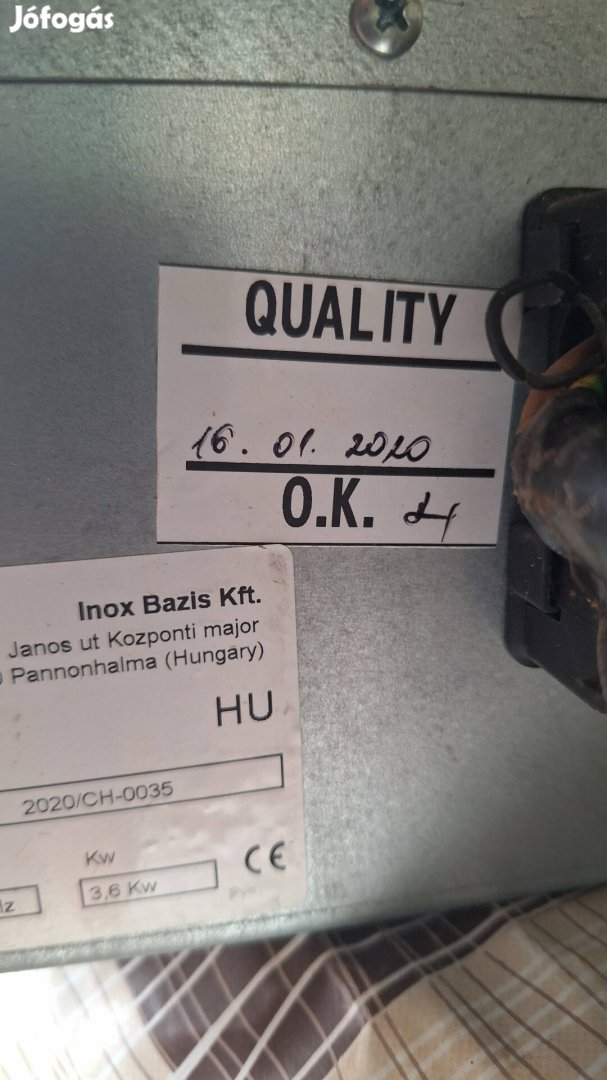 Jófogás
QUALITY
16. 01. 2020
O.K.
Inox Bazis Kft.
Janos ut Kozponti major
Pannonhalma (Hungary)
HU
2020/CH-0035
Kw
CE
3,6 Kw